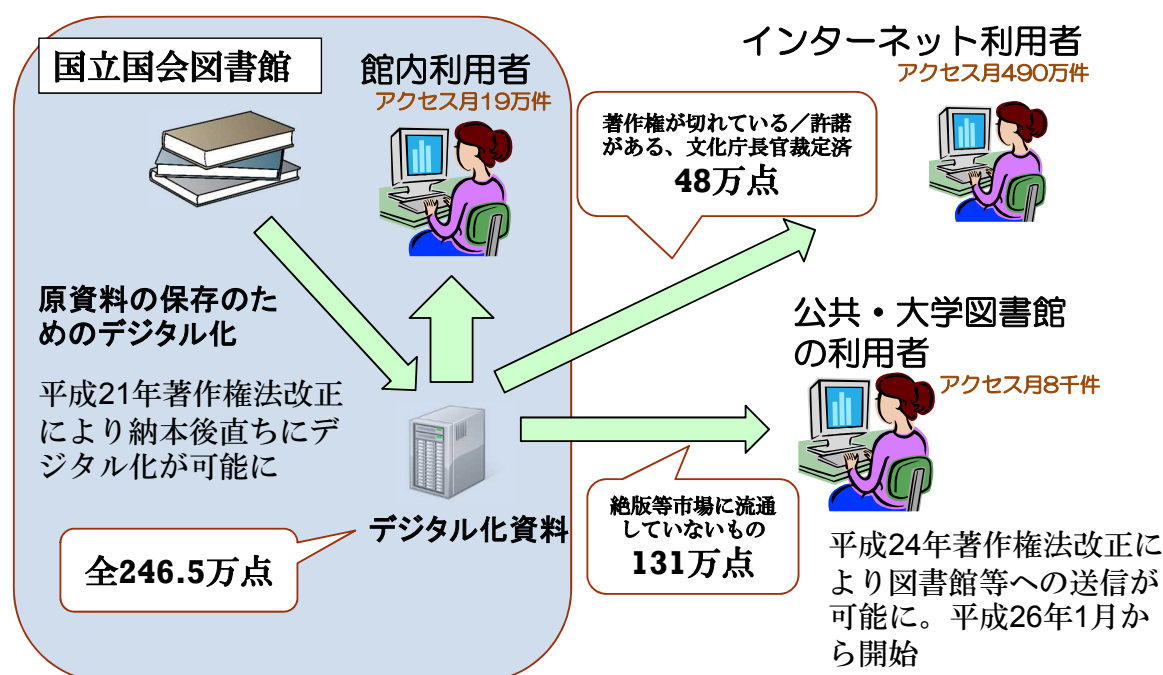 国立国会図書館
館内利用者
アクセス月19万件
インターネット利用者
アクセス月490万件
著作権が切れている／許諾
がある、文化庁長官裁定済
48万点
原資料の保存のた
めのデジタル化
平成21年著作権法改正
により納本後直ちにデ
ジタル化が可能に
公共・大学図書館
の利用者
アクセス月8千件
デジタル化資料
全246.5万点
絶版等市場に流通
していないもの
131万点
平成24年著作権法改正に
より図書館等への送信が
可能に。平成26年1月か
ら開始